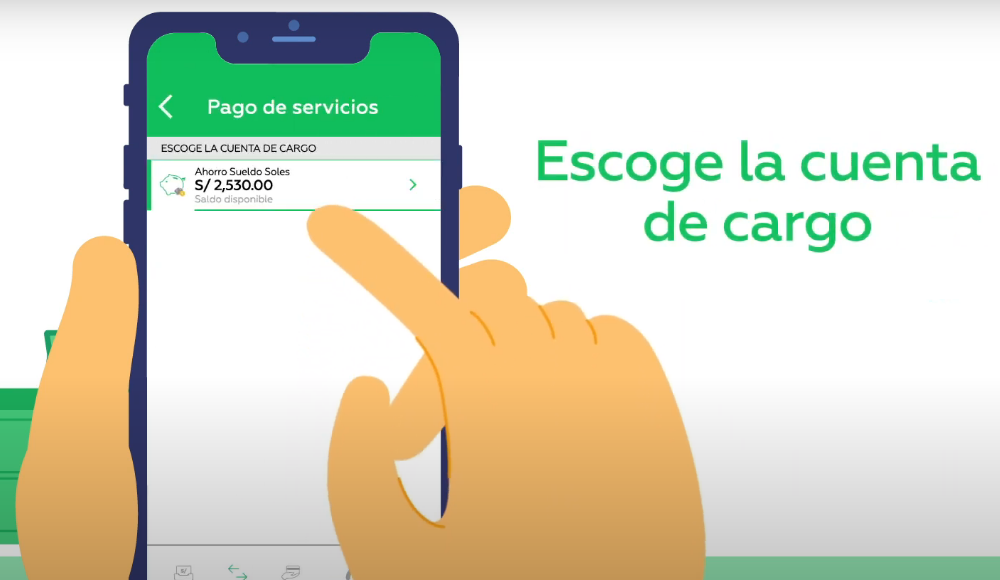 Pago de servicios
ESCOGE LA CUENTA DE CARGO
Ahorro Sueldo Soles
S/ 2,530.00
Saldo disponible
Escoge la cuenta
de cargo
S/